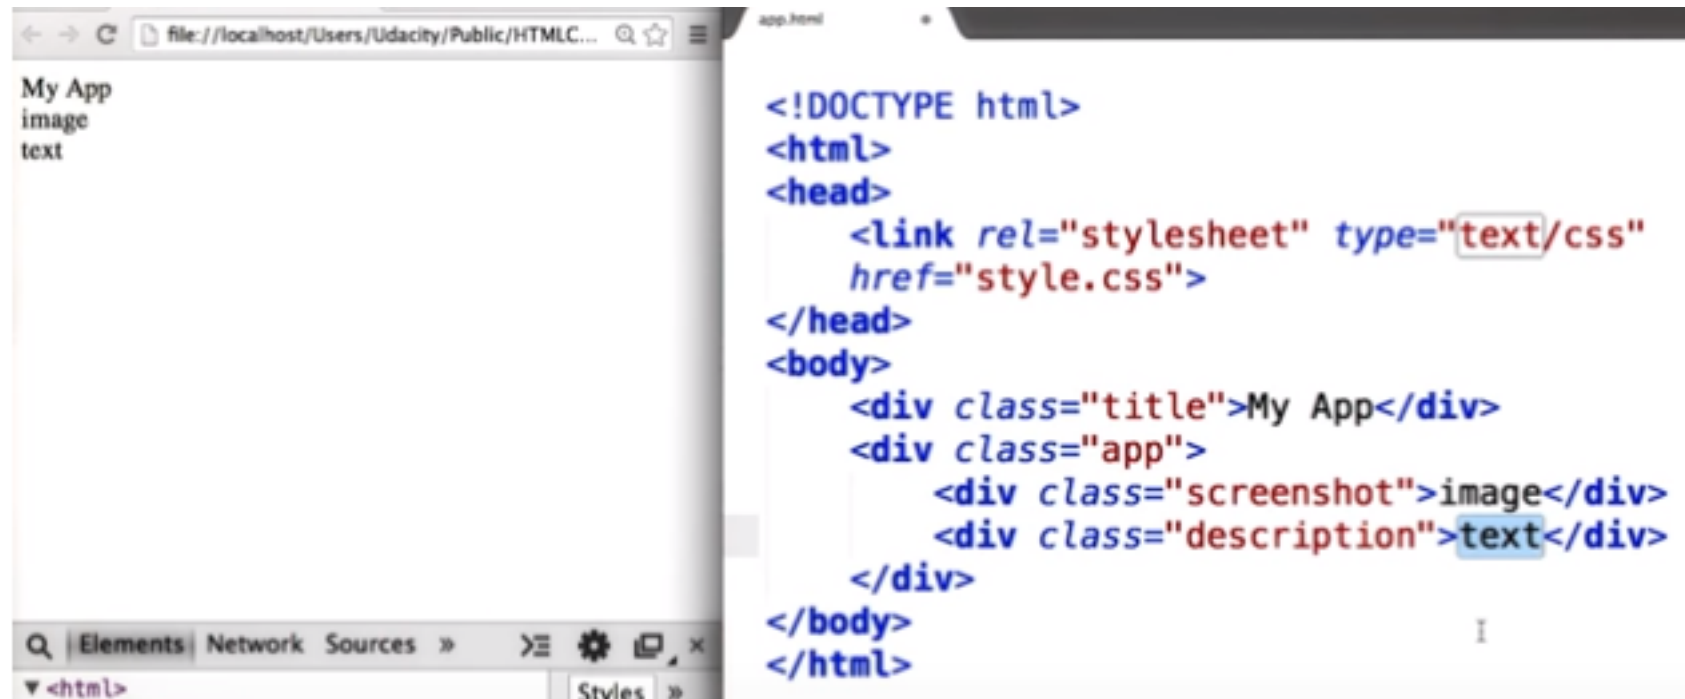 file://localhost/Users/Udacity/Public/HTMLC...
My App
image
text
Elements Network Sources »
<html>
Styles »
app.html
<!DOCTYPE html>
<html>
<head>
<link rel="stylesheet" type="text/css"
href="style.css">
</head>
<body>
<div class="title">My App</div>
<div class="app">
<div class="screenshot">image</div>
<div class="description">text</div>
</div>
</body>
</html>